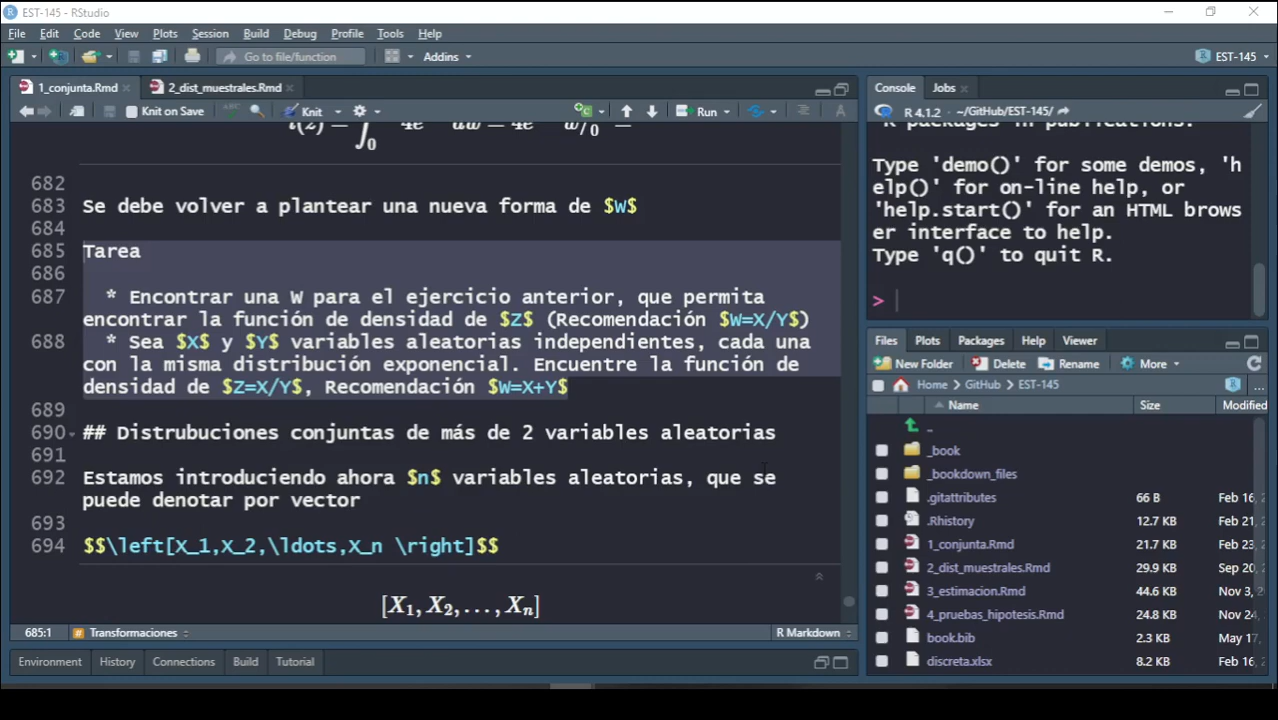 EST-145 - RStudio
File Edit Code View Plots Session Build Debug Profile Tools Help
Go to file/function Addins EST-145
1_conjunta.Rmd 2_dist_muestrales.Rmd
Knit on Save Knit Run
682
683 Se debe volver a plantear una nueva forma de $W$
684
685 Tarea
686
687 * Encontrar una W para el ejercicio anterior, que permita
encontrar la función de densidad de $Z$ (Recomendación $W=X/Y$)
688 * Sea $X$ y $Y$ variables aleatorias independientes, cada una
con la misma distribución exponencial. Encuentre la función de
densidad de $Z=X/Y$, Recomendación $W=X+Y$
689
690 ## Distrubuciones conjuntas de más de 2 variables aleatorias
691
692 Estamos introduciendo ahora $n$ variables aleatorias, que se
puede denotar por vector
693
694 $$\left[X_1,X_2,\ldots,X_n \right]$$
[X1, X2, . . . , Xn]
685:1 # Transformaciones R Markdown
Environment History Connections Build Tutorial
Console Jobs
R 4.1.2 · ~/GitHub/EST-145/
R packages in publications.
Type 'demo()' for some demos, 'h
elp()' for on-line help, or
'help.start()' for an HTML brows
er interface to help.
Type 'q()' to quit R.
>
Files Plots Packages Help Viewer
New Folder Delete Rename More
Home GitHub EST-145 ...
Name Size Modified
..
_book
_bookdown_files
.gitattributes 66 B Feb 16, 2
.Rhistory 12.7 KB Feb 21,
1_conjunta.Rmd 21.7 KB Feb 23,
2_dist_muestrales.Rmd 29.9 KB Sep 20,
3_estimacion.Rmd 44.6 KB Nov 3,
4_pruebas_hipotesis.Rmd 24.8 KB Nov 24,
book.bib 2.3 KB May 17,
discreta.xlsx 8.2 KB Feb 16,